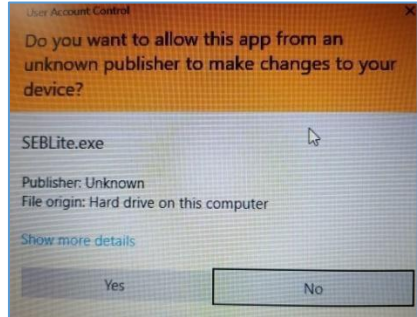 User Account Control
Do you want to allow this app from an
unknown publisher to make changes to your
device?
SEBLite.exe
Publisher: Unknown
File origin: Hard drive on this computer
Show more details
Yes
No